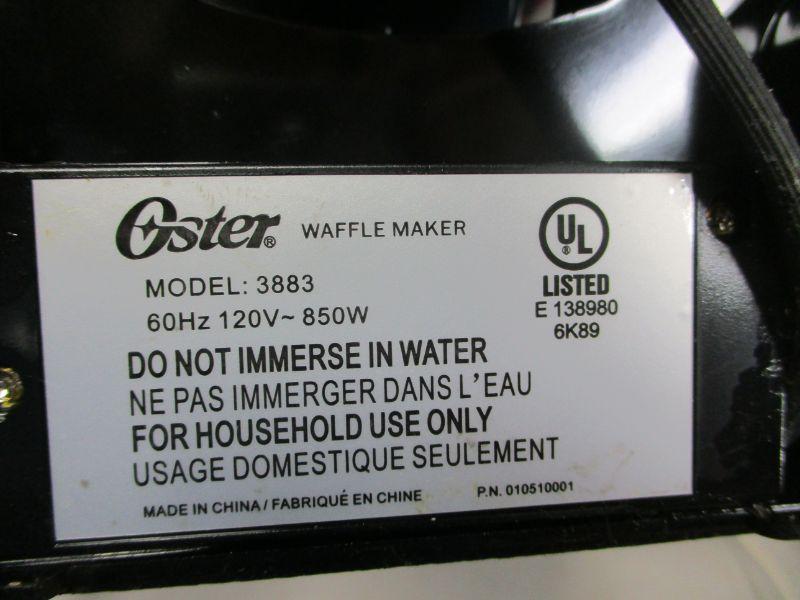 Oster® WAFFLE MAKER
MODEL: 3883
60Hz 120V~ 850W
DO NOT IMMERSE IN WATER
NE PAS IMMERGER DANS L'EAU
FOR HOUSEHOLD USE ONLY
USAGE DOMESTIQUE SEULEMENT
MADE IN CHINA / FABRIQUÉ EN CHINE P.N. 010510001
UL®
LISTED
E 138980
6K89